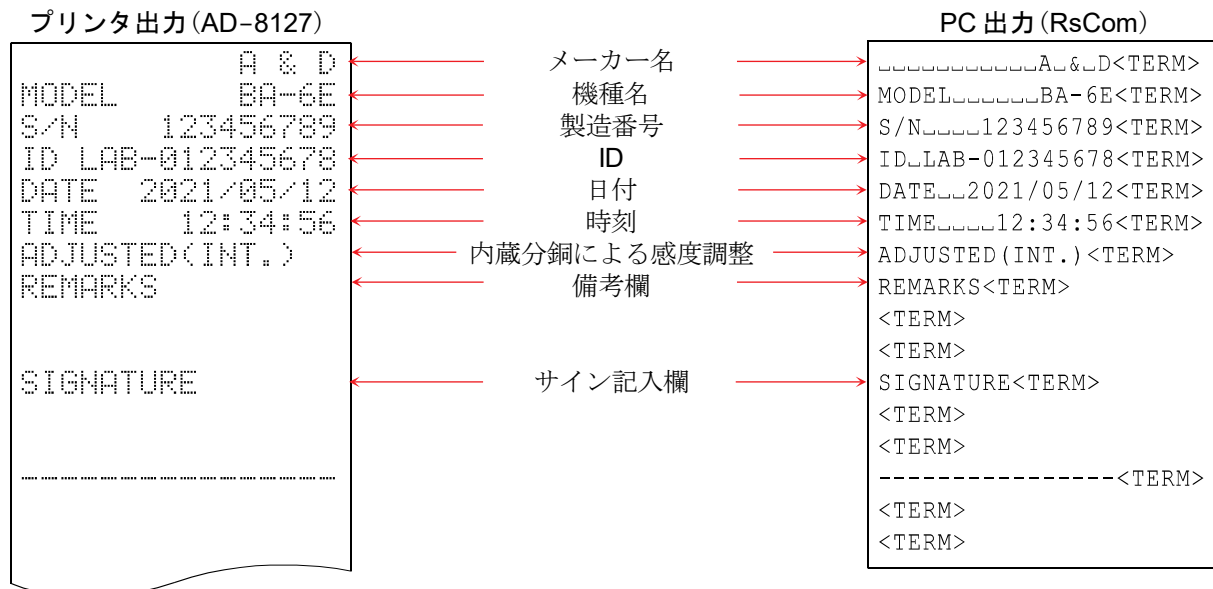 プリンタ出力(AD-8127) PC 出力(RsCom)
A & D メーカー名 ␣␣␣␣␣␣␣␣␣␣␣A␣&␣D<TERM>
MODEL BA-6E 機種名 MODEL␣␣␣␣␣␣BA-6E<TERM>
S/N 123456789 製造番号 S/N␣␣␣␣123456789<TERM>
ID LAB-012345678 ID ID␣LAB-012345678<TERM>
DATE 2021/05/12 日付 DATE␣␣2021/05/12<TERM>
TIME 12:34:56 時刻 TIME␣␣␣␣12:34:56<TERM>
ADJUSTED(INT.) 内蔵分銅による感度調整 ADJUSTED(INT.)<TERM>
REMARKS 備考欄 REMARKS<TERM>
<TERM>
<TERM>
SIGNATURE サイン記入欄 SIGNATURE<TERM>
<TERM>
<TERM>
---------------- ----------------<TERM>
<TERM>
<TERM>